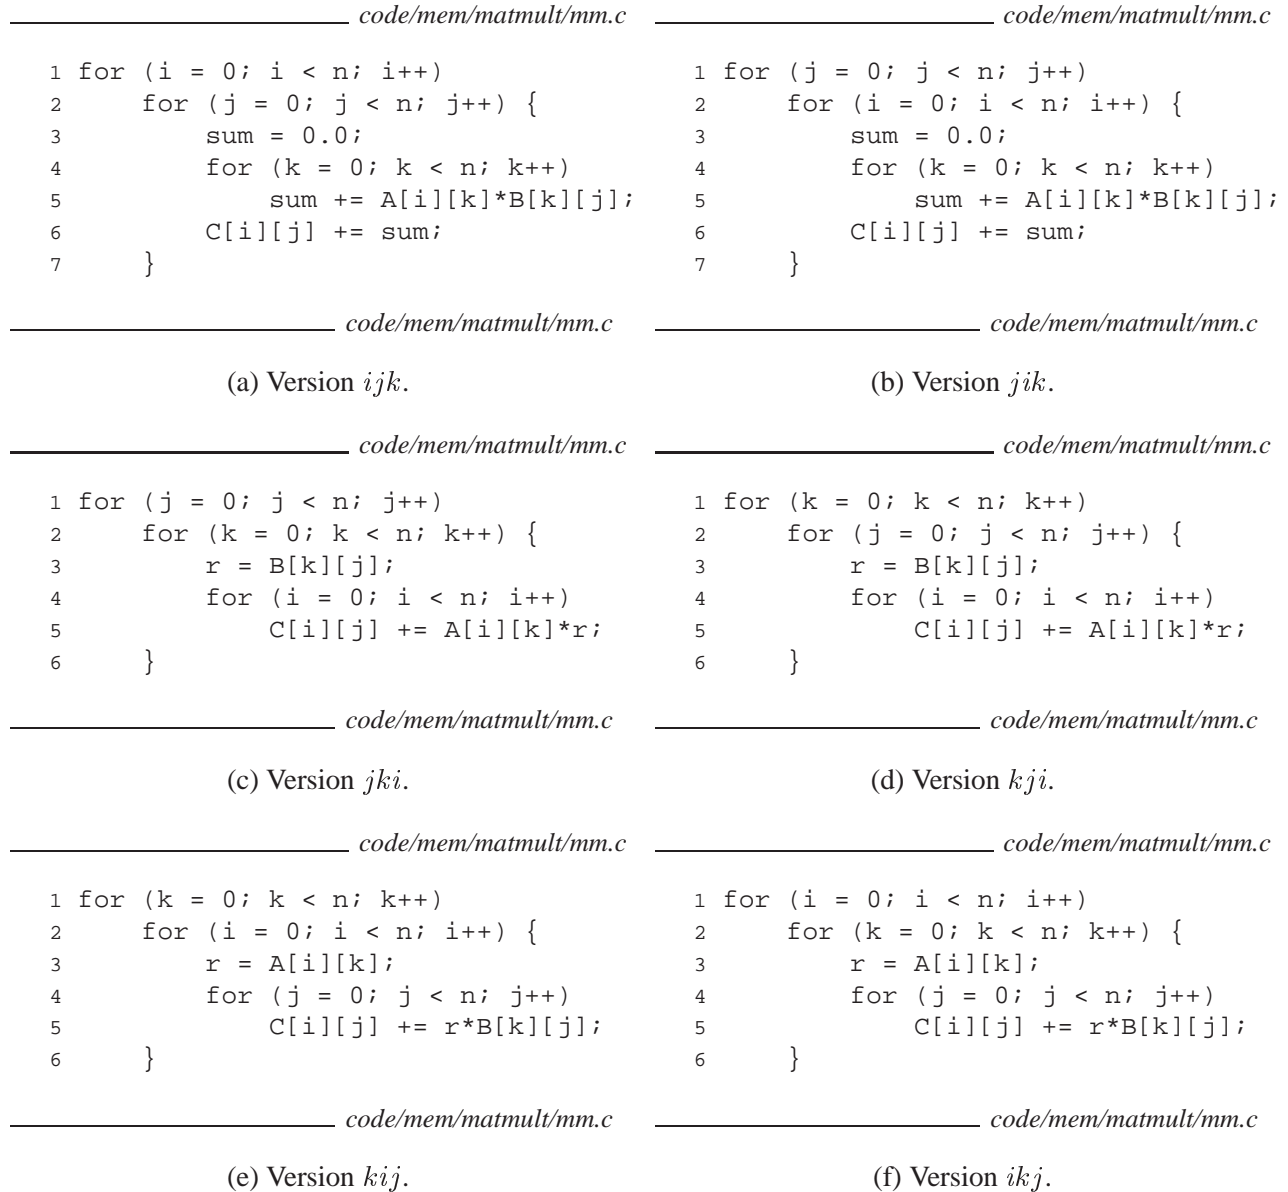 code/mem/matmult/mm.c
1 for (i = 0; i < n; i++)
2     for (j = 0; j < n; j++) {
3         sum = 0.0;
4         for (k = 0; k < n; k++)
5             sum += A[i][k]*B[k][j];
6         C[i][j] += sum;
7     }
code/mem/matmult/mm.c
(a) Version ijk.
code/mem/matmult/mm.c
1 for (j = 0; j < n; j++)
2     for (i = 0; i < n; i++) {
3         sum = 0.0;
4         for (k = 0; k < n; k++)
5             sum += A[i][k]*B[k][j];
6         C[i][j] += sum;
7     }
code/mem/matmult/mm.c
(b) Version jik.
code/mem/matmult/mm.c
1 for (j = 0; j < n; j++)
2     for (k = 0; k < n; k++) {
3         r = B[k][j];
4         for (i = 0; i < n; i++)
5             C[i][j] += A[i][k]*r;
6     }
code/mem/matmult/mm.c
(c) Version jki.
code/mem/matmult/mm.c
1 for (k = 0; k < n; k++)
2     for (j = 0; j < n; j++) {
3         r = B[k][j];
4         for (i = 0; i < n; i++)
5             C[i][j] += A[i][k]*r;
6     }
code/mem/matmult/mm.c
(d) Version kji.
code/mem/matmult/mm.c
1 for (k = 0; k < n; k++)
2     for (i = 0; i < n; i++) {
3         r = A[i][k];
4         for (j = 0; j < n; j++)
5             C[i][j] += r*B[k][j];
6     }
code/mem/matmult/mm.c
(e) Version kij.
code/mem/matmult/mm.c
1 for (i = 0; i < n; i++)
2     for (k = 0; k < n; k++) {
3         r = A[i][k];
4         for (j = 0; j < n; j++)
5             C[i][j] += r*B[k][j];
6     }
code/mem/matmult/mm.c
(f) Version ikj.